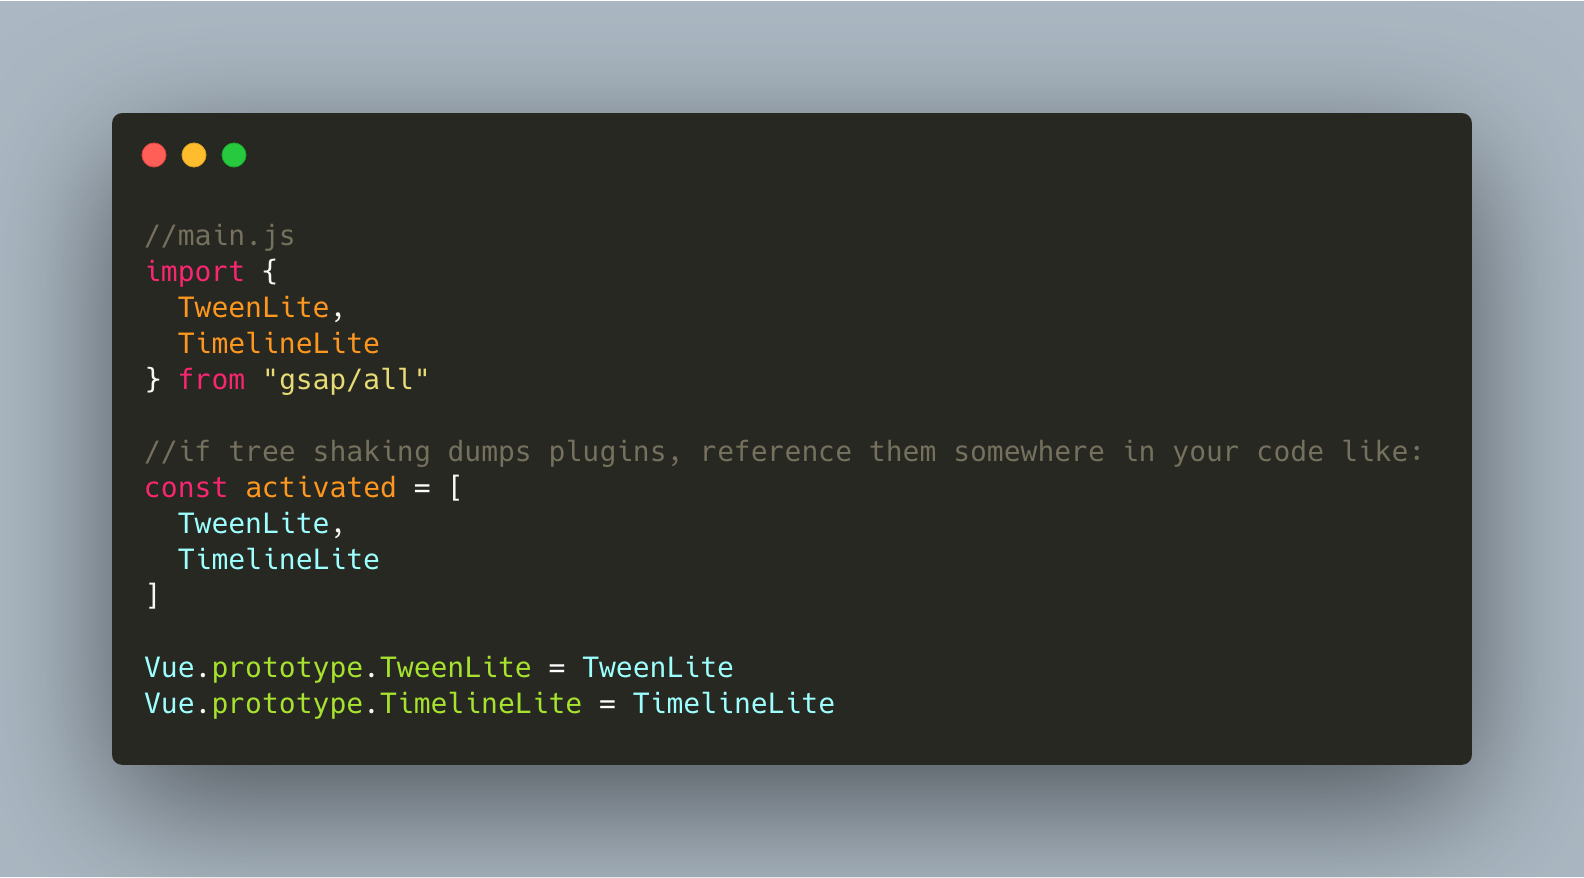 //main.js
import {
  TweenLite,
  TimelineLite
} from "gsap/all"

//if tree shaking dumps plugins, reference them somewhere in your code like:
const activated = [
  TweenLite,
  TimelineLite
]

Vue.prototype.TweenLite = TweenLite
Vue.prototype.TimelineLite = TimelineLite